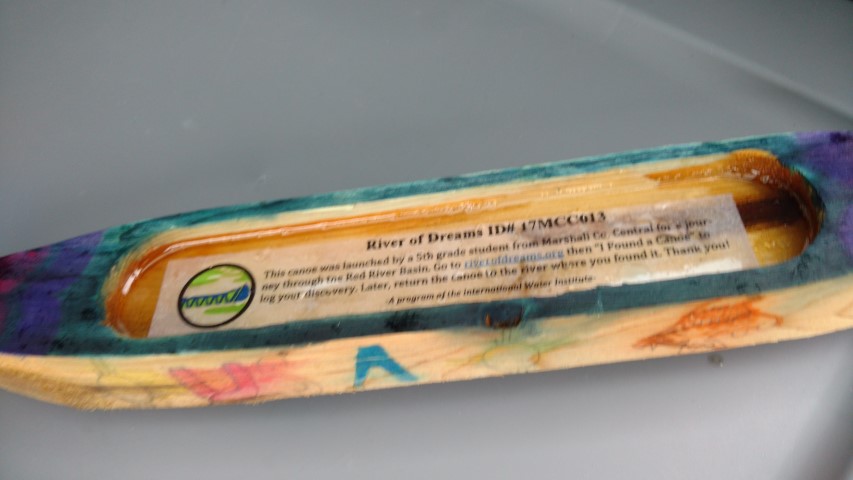 River of Dreams ID# 17MCC013
This canoe was launched by a 5th grade student from Marshall Co. Central for a jour-
ney through the Red River Basin. Go to riverofdreams.org then "I Found a Canoe" to
log your discovery. Later, return the Canoe to the river where you found it. Thank you!
-A program of the International Water Institute-